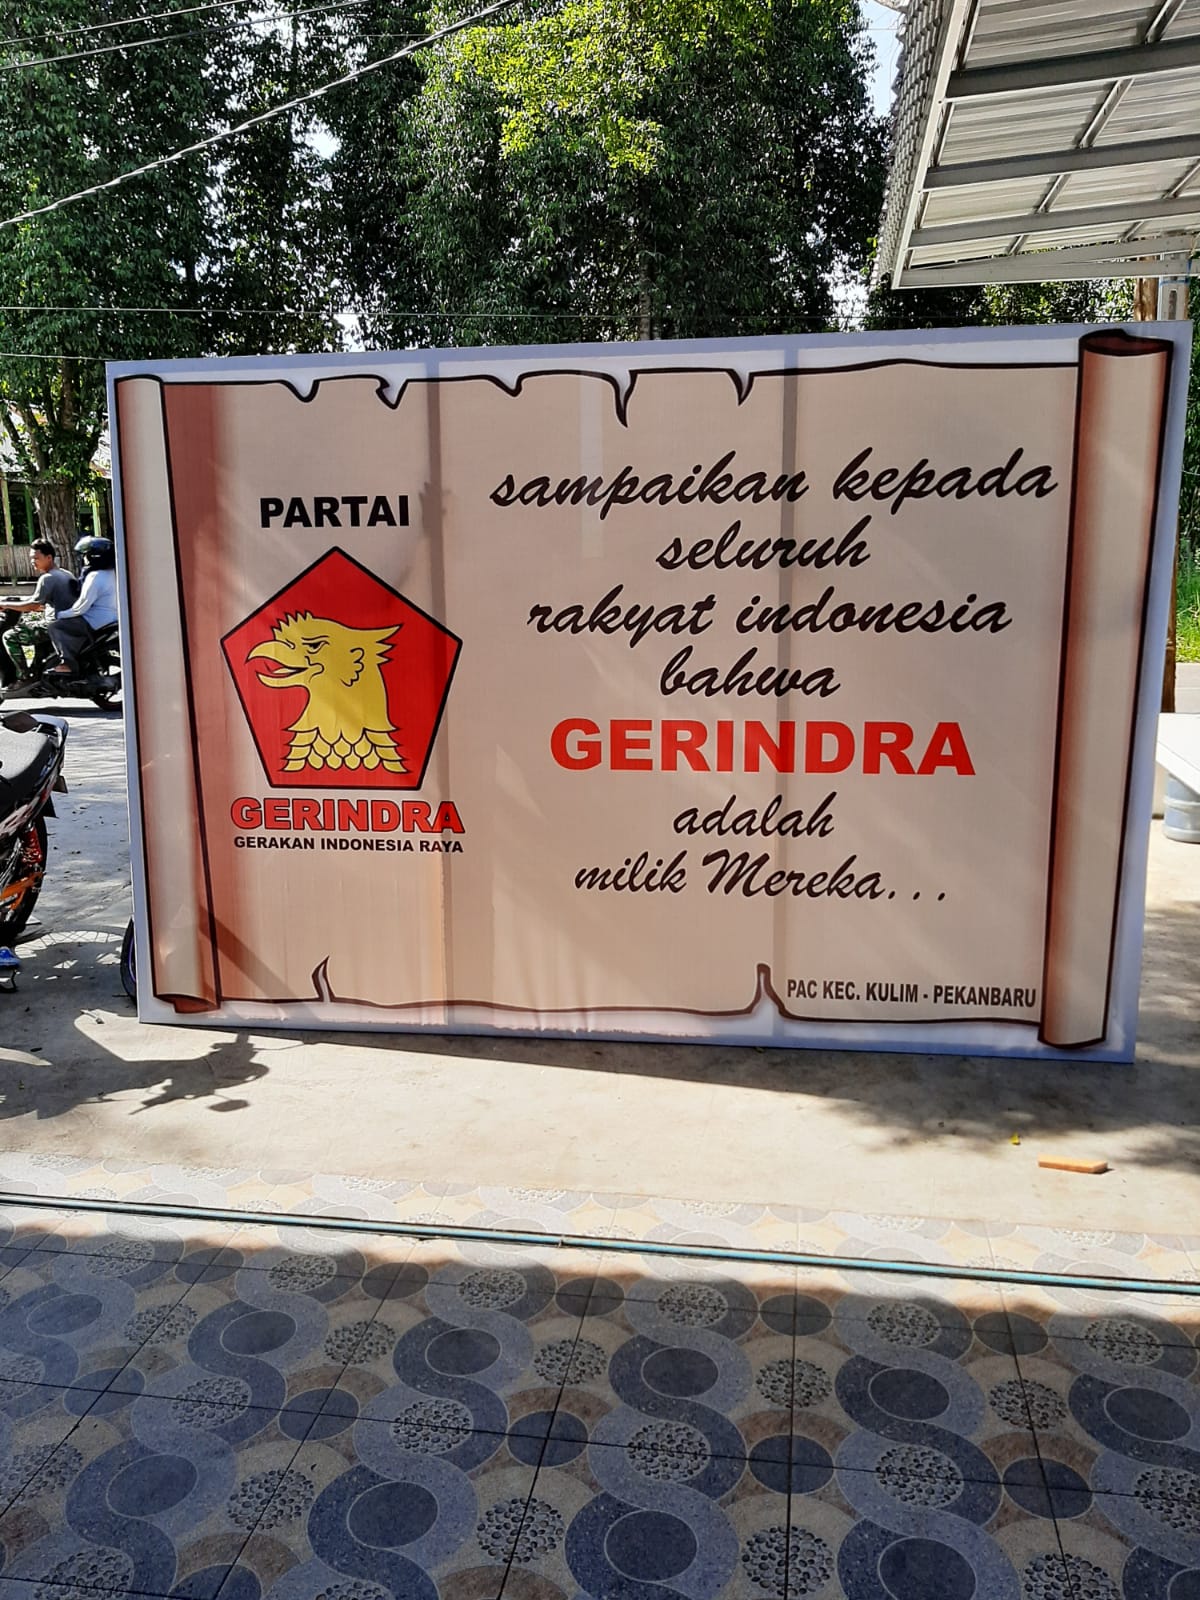 PARTAI
GERINDRA
GERAKAN INDONESIA RAYA
sampaikan kepada
seluruh
rakyat indonesia
bahwa
GERINDRA
adalah
milik Mereka...
PAC KEC. KULIM - PEKANBARU